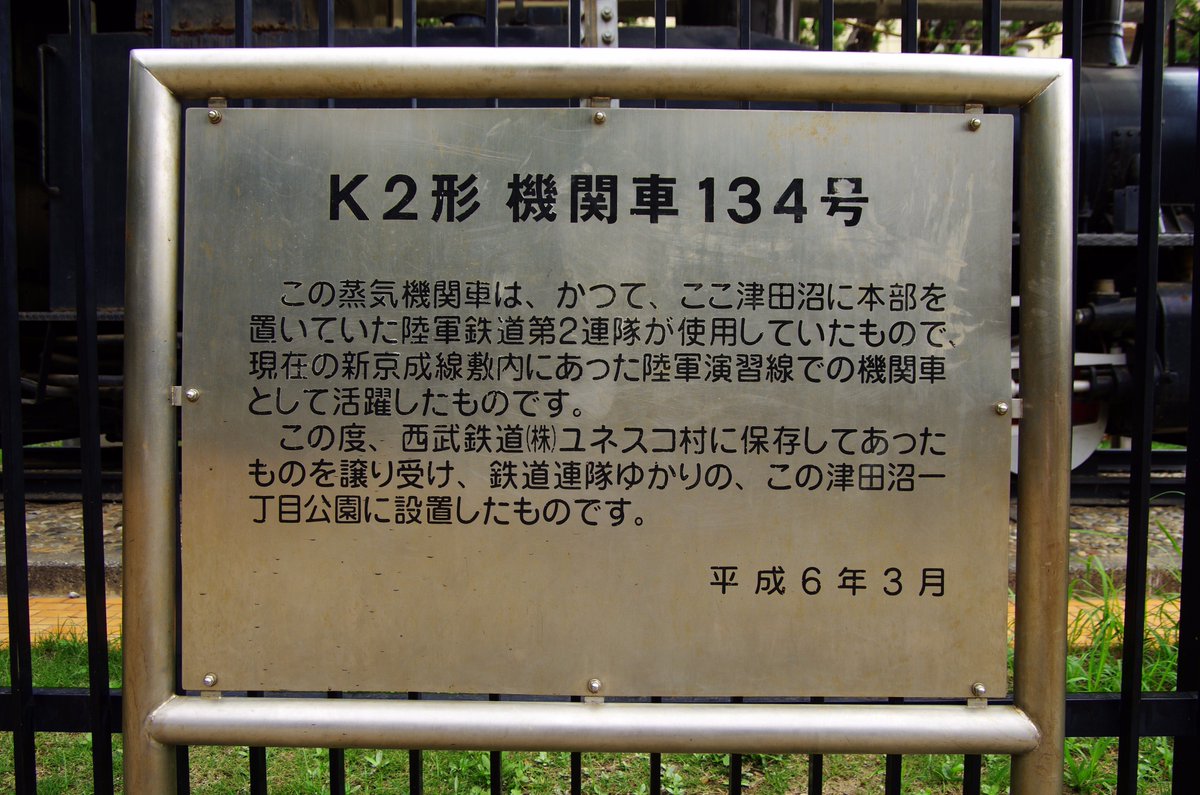 K2形 機関車134号
この蒸気機関車は、かつて、ここ津田沼に本部を
置いていた陸軍鉄道第2連隊が使用していたもので、
現在の新京成線敷内にあった陸軍演習線での機関車
として活躍したものです。
この度、西武鉄道㈱ユネスコ村に保存してあった
ものを譲り受け、鉄道連隊ゆかりの、この津田沼一
丁目公園に設置したものです。
平成6年3月